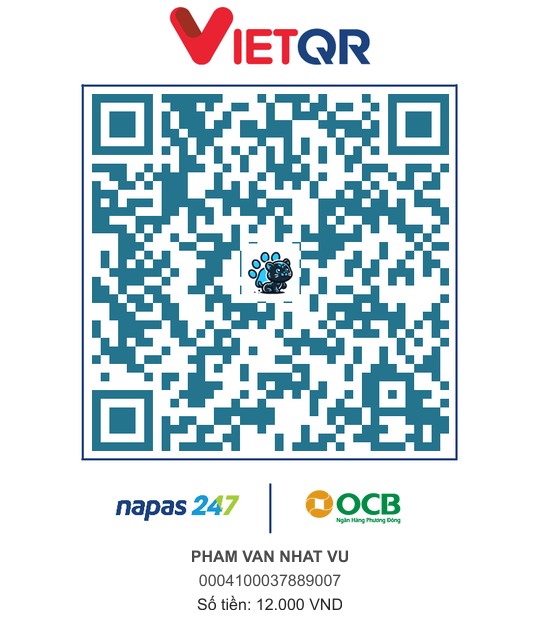 VIETQR
napas 247
OCB
Ngân Hàng Phương Đông
PHAM VAN NHAT VU
0004100037889007
Số tiền: 12.000 VND